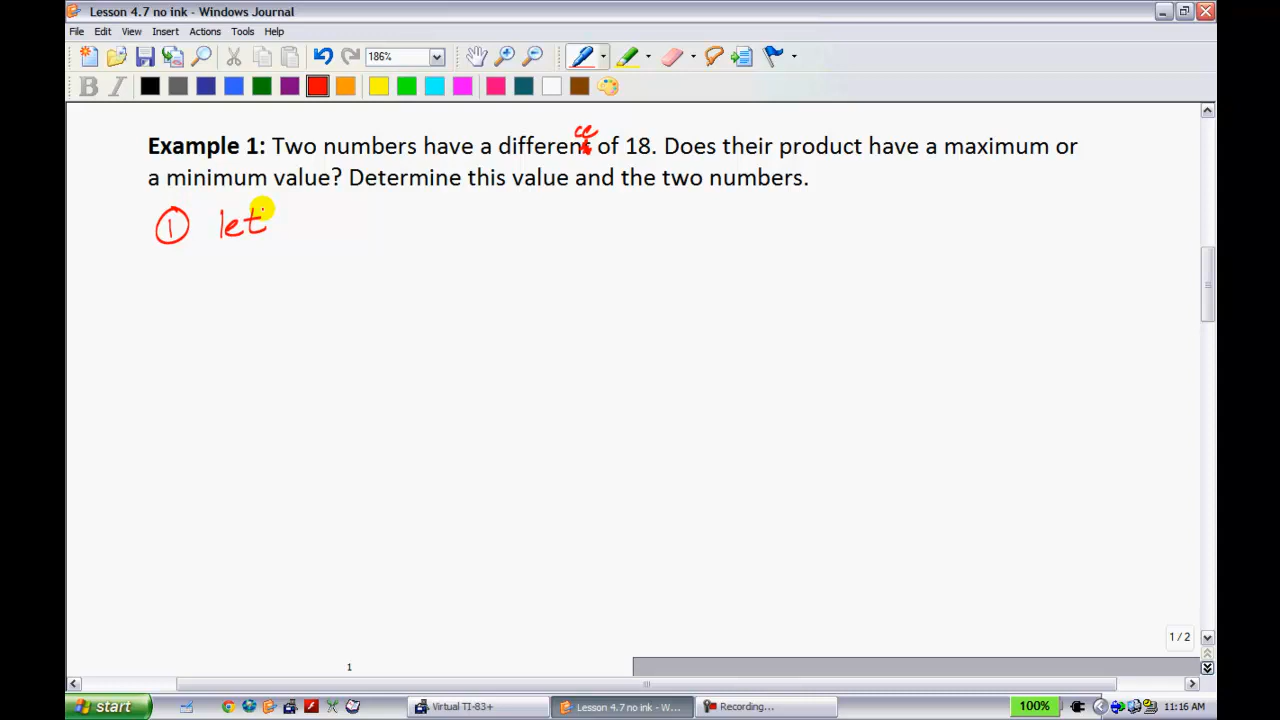 Lesson 4.7 no ink - Windows Journal
File Edit View Insert Actions Tools Help
186%
B I
ce
Example 1: Two numbers have a different of 18. Does their product have a maximum or
a minimum value? Determine this value and the two numbers.
① let
1 / 2
1
start Virtual TI-83+ Lesson 4.7 no ink - W... Recording... 100% 11:16 AM